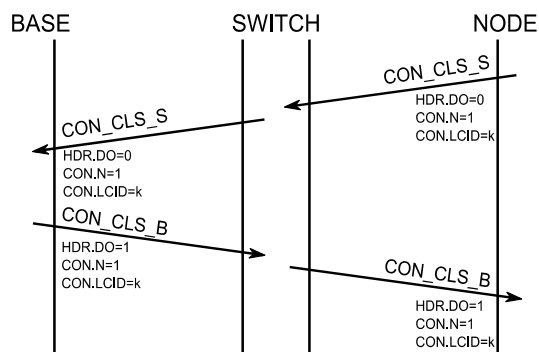 BASE
SWITCH
NODE
CON_CLS_S
HDR.DO=0
CON.N=1
CON.LCID=k
CON_CLS_S
HDR.DO=0
CON.N=1
CON.LCID=k
CON_CLS_B
HDR.DO=1
CON.N=1
CON.LCID=k
CON_CLS_B
HDR.DO=1
CON.N=1
CON.LCID=k